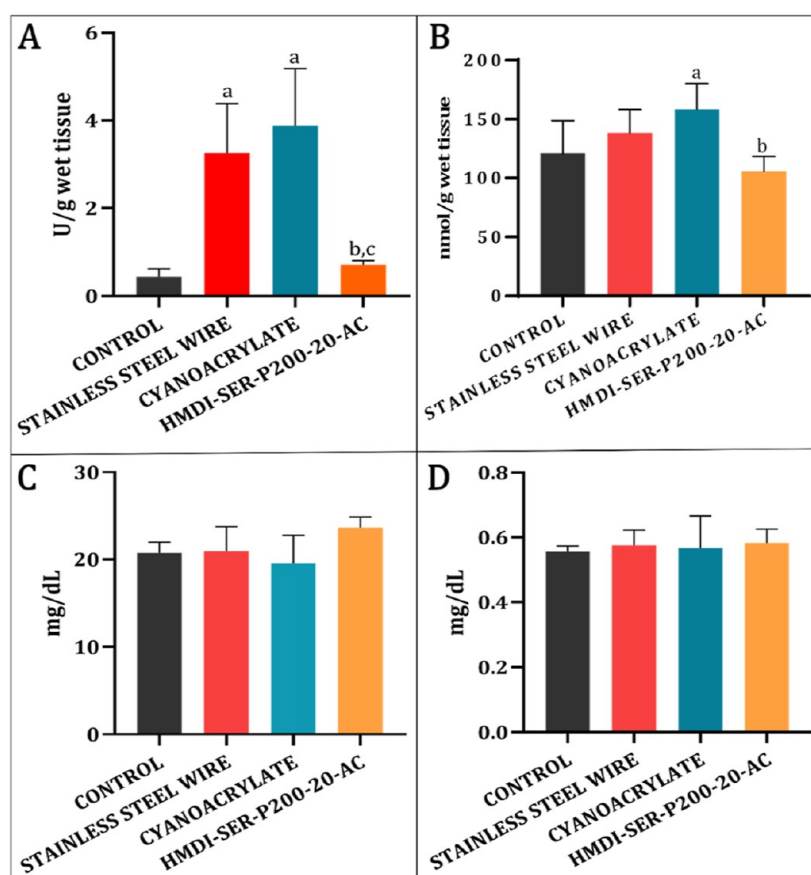 A
U/g wet tissue
6
4
2
0
a
a
b,c
CONTROL
STAINLESS STEEL WIRE
CYANOACRYLATE
HMDI-SER-P200-20-AC
B
nmol/g wet tissue
200
150
100
50
0
a
b
CONTROL
STAINLESS STEEL WIRE
CYANOACRYLATE
HMDI-SER-P200-20-AC
C
mg/dL
30
20
10
0
CONTROL
STAINLESS STEEL WIRE
CYANOACRYLATE
HMDI-SER-P200-20-AC
D
mg/dL
0.8
0.6
0.4
0.2
0.0
CONTROL
STAINLESS STEEL WIRE
CYANOACRYLATE
HMDI-SER-P200-20-AC